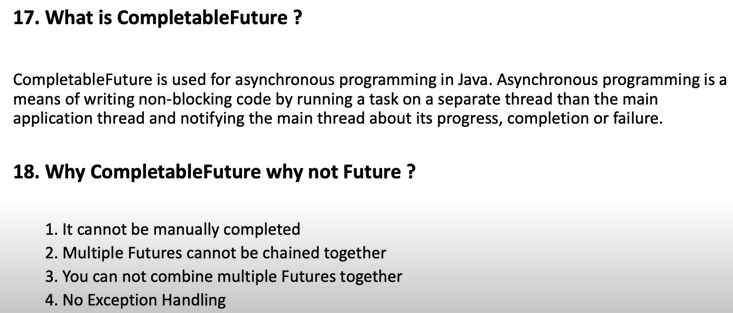 17. What is CompletableFuture ?
CompletableFuture is used for asynchronous programming in Java. Asynchronous programming is a
means of writing non-blocking code by running a task on a separate thread than the main
application thread and notifying the main thread about its progress, completion or failure.
18. Why CompletableFuture why not Future ?
1. It cannot be manually completed
2. Multiple Futures cannot be chained together
3. You can not combine multiple Futures together
4. No Exception Handling